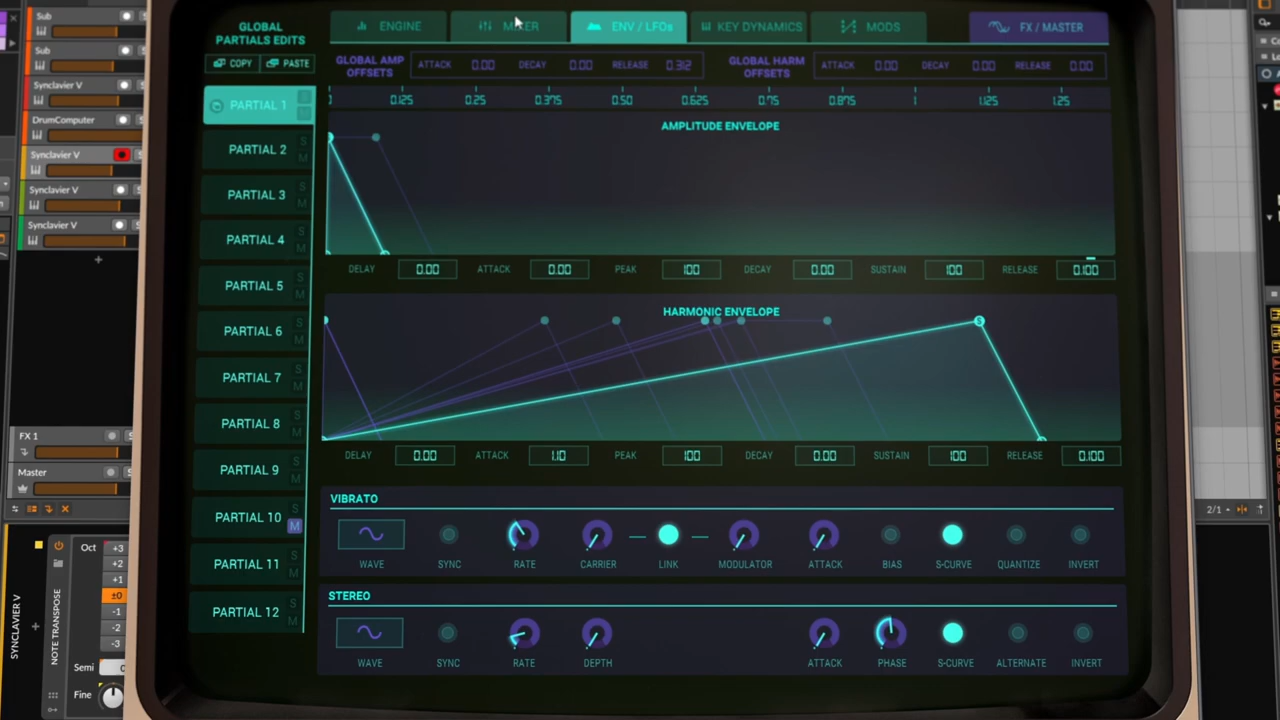 Sub
Sub
Synclavier V
DrumComputer
Synclavier V
Synclavier V
Synclavier V
FX 1
Master
GLOBAL
PARTIALS EDITS
COPY PASTE
ENGINE MIXER ENV / LFOs KEY DYNAMICS MODS FX / MASTER
GLOBAL AMP
OFFSETS
ATTACK 0.00 DECAY 0.00 RELEASE 0.312
GLOBAL HARM
OFFSETS
ATTACK 0.00 DECAY 0.00 RELEASE 0.00
0.125 0.25 0.375 0.50 0.625 0.75 0.875 1 1.125 1.25
PARTIAL 1 S M
PARTIAL 2 S M
PARTIAL 3 S M
PARTIAL 4 S M
PARTIAL 5 S M
PARTIAL 6 S M
PARTIAL 7 S M
PARTIAL 8 S M
PARTIAL 9 S M
PARTIAL 10 S M
PARTIAL 11 S M
PARTIAL 12 S M
AMPLITUDE ENVELOPE
DELAY 0.00 ATTACK 0.00 PEAK 100 DECAY 0.00 SUSTAIN 100 RELEASE 0.100
HARMONIC ENVELOPE
DELAY 0.00 ATTACK 1.10 PEAK 100 DECAY 0.00 SUSTAIN 100 RELEASE 0.100
VIBRATO
WAVE SYNC RATE CARRIER LINK MODULATOR ATTACK BIAS S-CURVE QUANTIZE INVERT
STEREO
WAVE SYNC RATE DEPTH ATTACK PHASE S-CURVE ALTERNATE INVERT
2/1
SYNCLAVIER V
NOTE TRANSPOSE
Oct +3
+2
+1
±0
-1
-2
-3
Semi
Fine